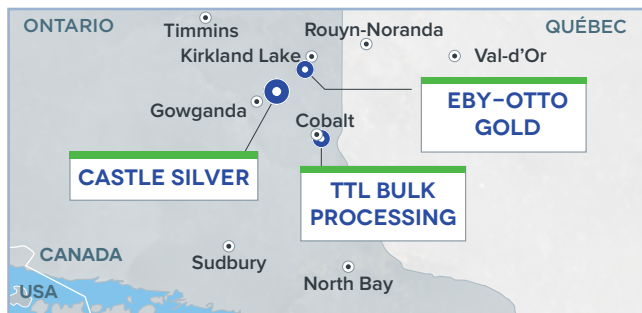 ONTARIO
Timmins
Rouyn-Noranda
QUÉBEC
Kirkland Lake
Val-d'Or
Gowganda
EBY–OTTO
GOLD
Cobalt
CASTLE SILVER
TTL BULK
PROCESSING
CANADA
Sudbury
North Bay
USA